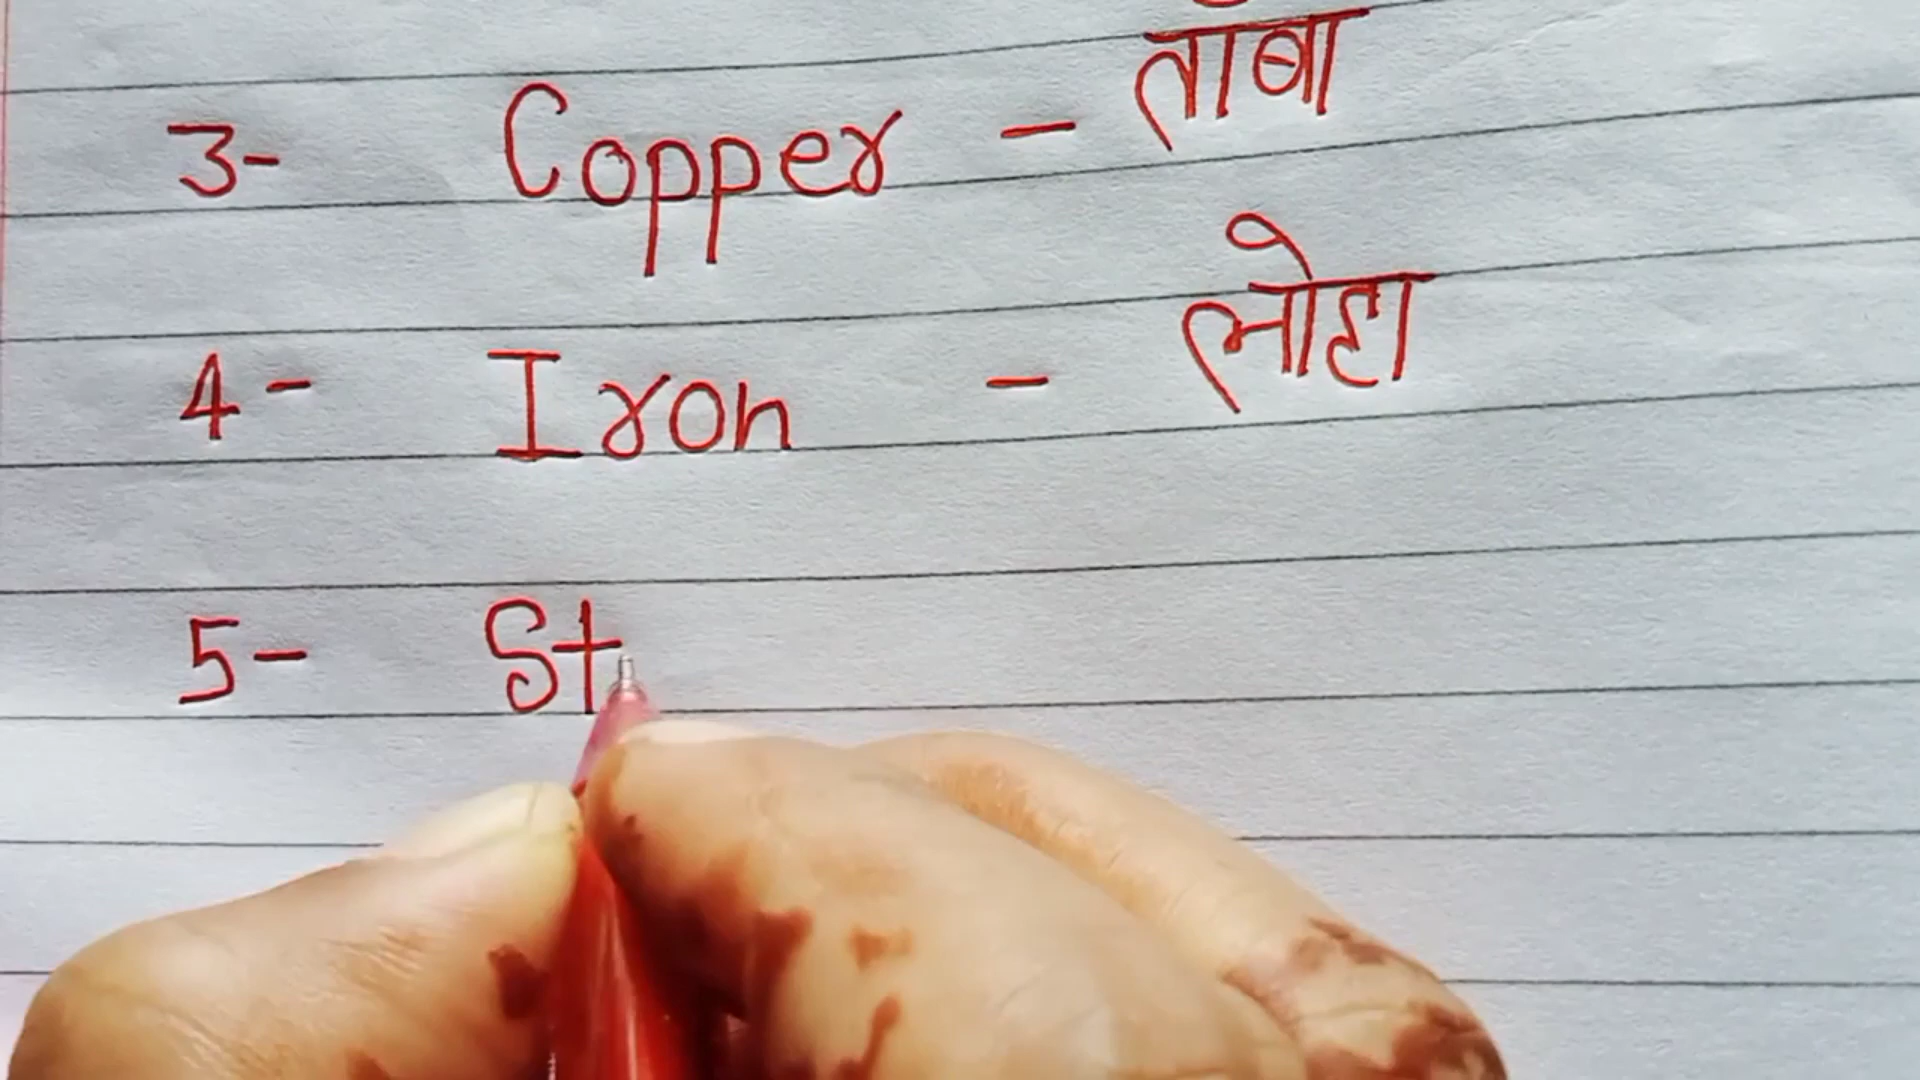 3- Copper - ताँबा
4- Iron - लोहा
5- St